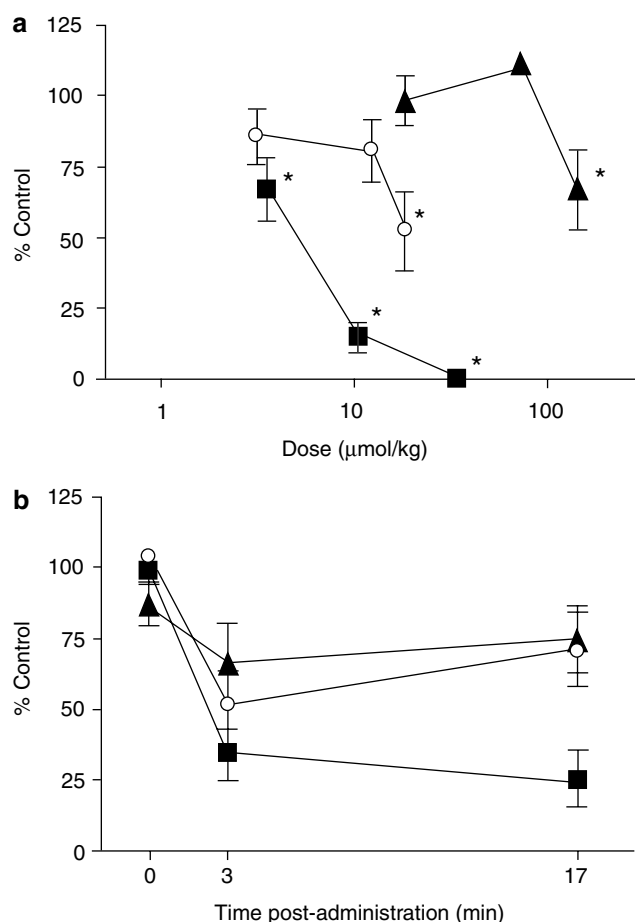 a
125
100
75
50
25
0
% Control
*
*
*
*
*
1 10 100
Dose (μmol/kg)
b
125
100
75
50
25
0
% Control
0 3 17
Time post-administration (min)